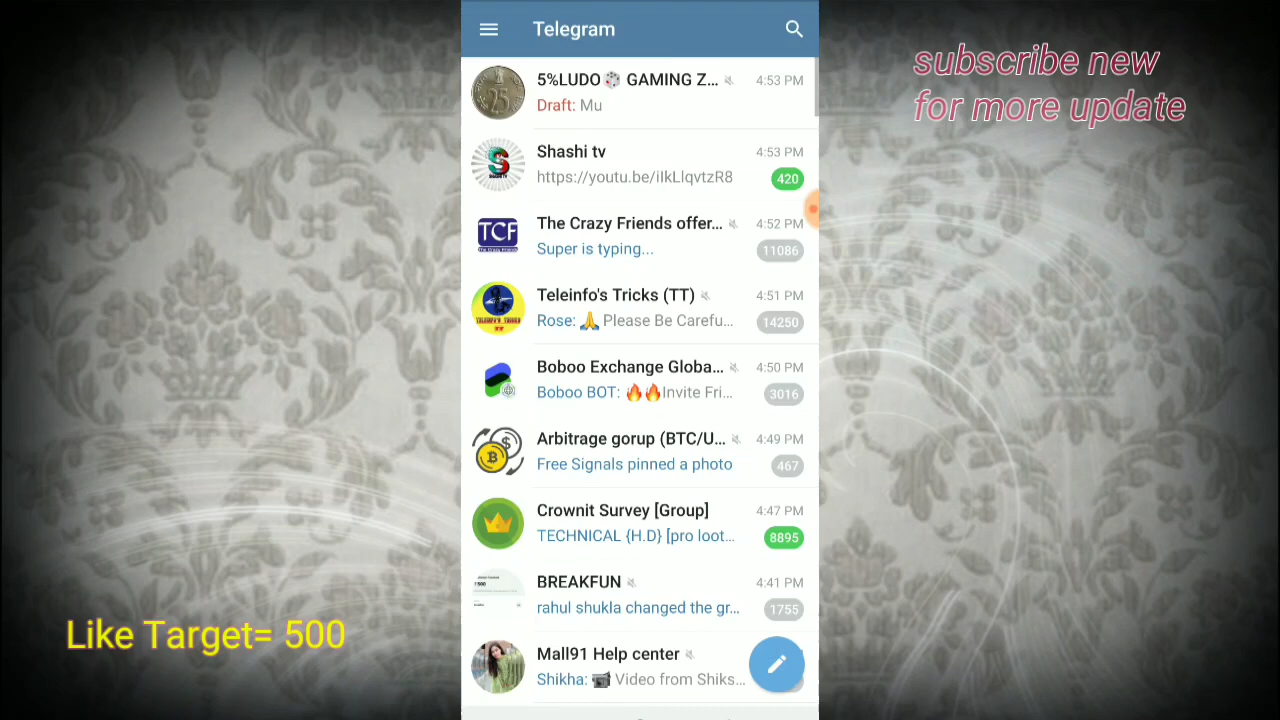 Telegram
subscribe new
for more update
5%LUDO🎲 GAMING Z... 4:53 PM
Draft: Mu
Shashi tv 4:53 PM
https://youtu.be/iIkLlqvtzR8 420
TCF
The Crazy Friends offer... 4:52 PM
Super is typing... 11086
Teleinfo's Tricks (TT) 4:51 PM
Rose: 🙏 Please Be Carefu... 14250
Boboo Exchange Globa... 4:50 PM
Boboo BOT: 🔥🔥Invite Fri... 3016
Arbitrage gorup (BTC/U... 4:49 PM
Free Signals pinned a photo 467
Crownit Survey [Group] 4:47 PM
TECHNICAL {H.D} [pro loot... 8895
BREAKFUN 4:41 PM
rahul shukla changed the gr... 1755
Like Target= 500
Mall91 Help center
Shikha: 📹 Video from Shiks...